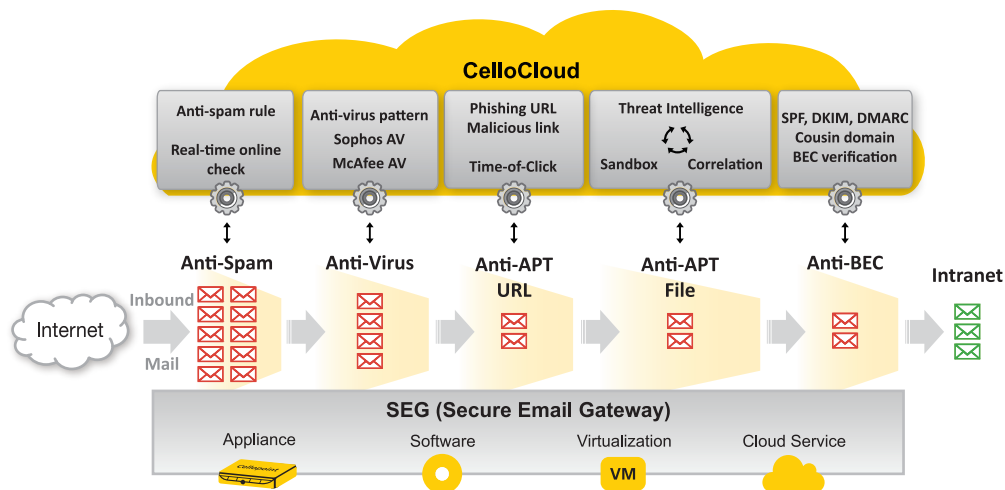 CelloCloud
Anti-spam rule
Real-time online
check
Anti-virus pattern
Sophos AV
McAfee AV
Phishing URL
Malicious link
Time-of-Click
Threat Intelligence
Sandbox
Correlation
SPF, DKIM, DMARC
Cousin domain
BEC verification
Anti-Spam
Anti-Virus
Anti-APT
URL
Anti-APT
File
Anti-BEC
Intranet
Internet
Inbound
Mail
SEG (Secure Email Gateway)
Appliance
Software
Virtualization
Cloud Service
Cellopoint
VM